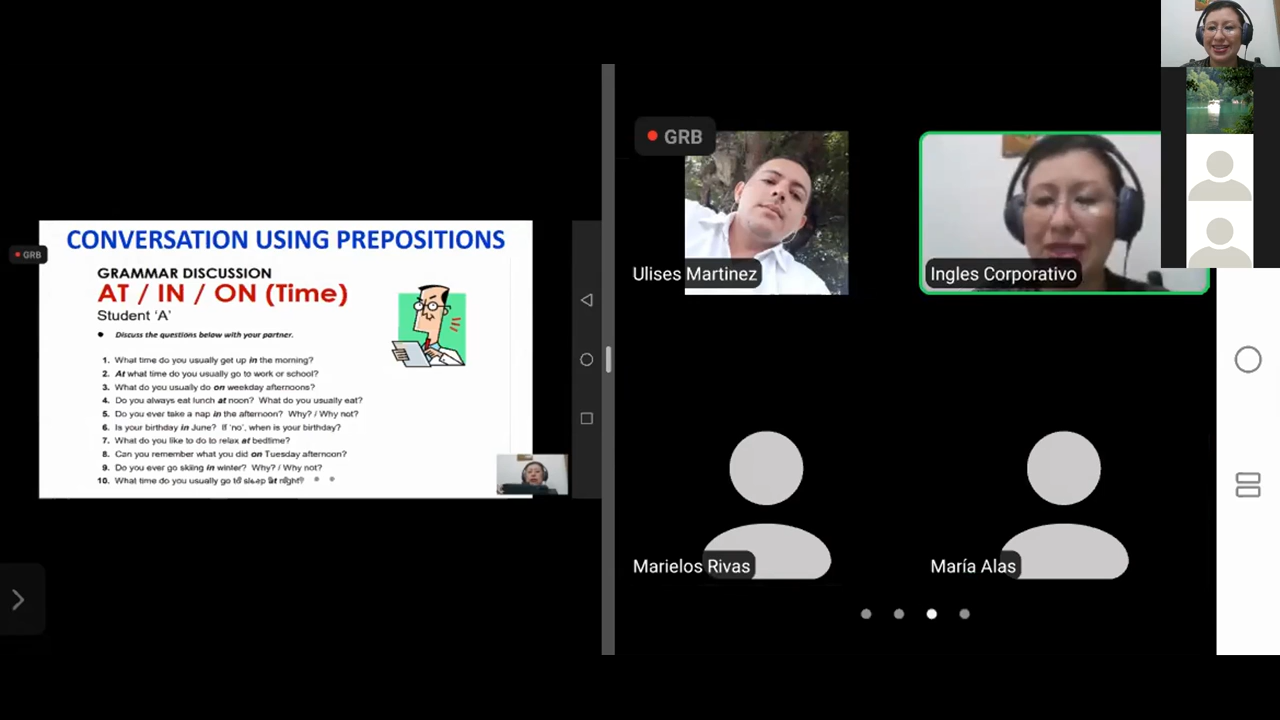 CONVERSATION USING PREPOSITIONS
GRB
GRAMMAR DISCUSSION
AT / IN / ON (Time)
Student ‘A’
Discuss the questions below with your partner.
1. What time do you usually get up in the morning?
2. At what time do you usually go to work or school?
3. What do you usually do on weekday afternoons?
4. Do you always eat lunch at noon? What do you usually eat?
5. Do you ever take a nap in the afternoon? Why? / Why not?
6. Is your birthday in June? If ‘no’, when is your birthday?
7. What do you like to do to relax at bedtime?
8. Can you remember what you did on Tuesday afternoon?
9. Do you ever go skiing in winter? Why? / Why not?
10. What time do you usually go to sleep at night?
GRB
Ulises Martinez
Ingles Corporativo
Marielos Rivas
María Alas